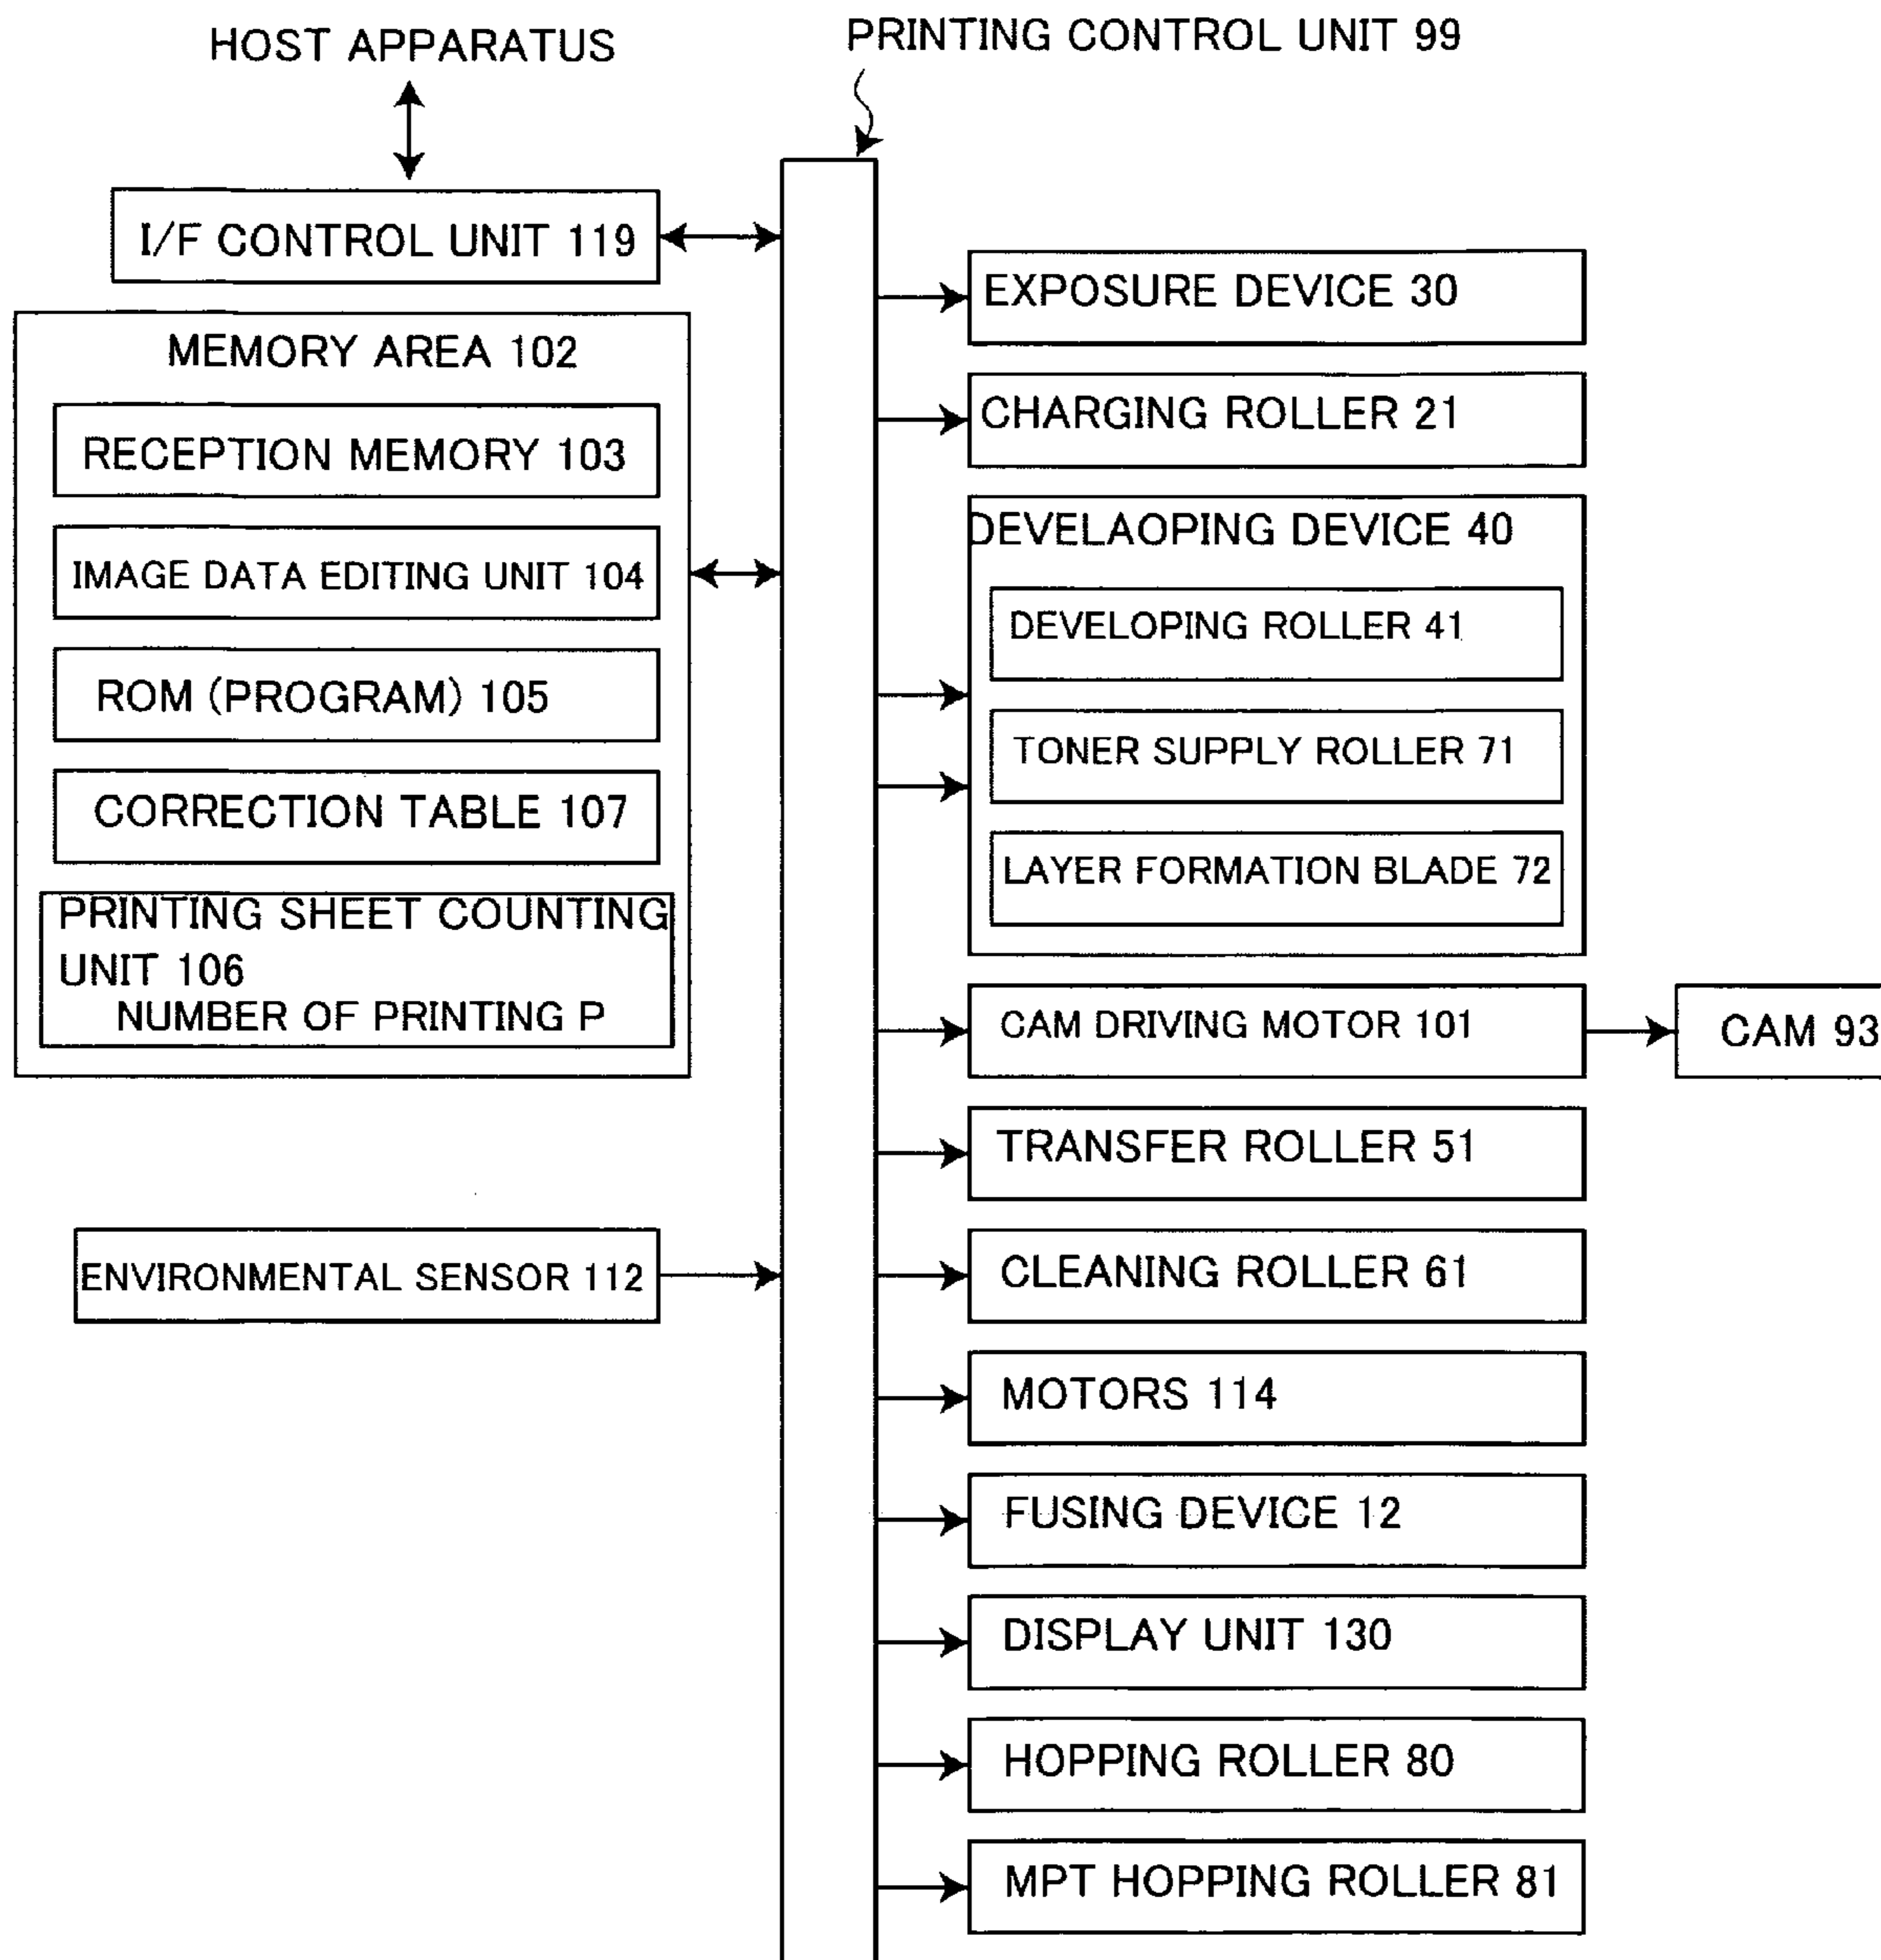 HOST APPARATUS
PRINTING CONTROL UNIT 99
I/F CONTROL UNIT 119
MEMORY AREA 102
RECEPTION MEMORY 103
IMAGE DATA EDITING UNIT 104
ROM (PROGRAM) 105
CORRECTION TABLE 107
PRINTING SHEET COUNTING
UNIT 106
NUMBER OF PRINTING P
ENVIRONMENTAL SENSOR 112
EXPOSURE DEVICE 30
CHARGING ROLLER 21
DEVELAOPING DEVICE 40
DEVELOPING ROLLER 41
TONER SUPPLY ROLLER 71
LAYER FORMATION BLADE 72
CAM DRIVING MOTOR 101
CAM 93
TRANSFER ROLLER 51
CLEANING ROLLER 61
MOTORS 114
FUSING DEVICE 12
DISPLAY UNIT 130
HOPPING ROLLER 80
MPT HOPPING ROLLER 81